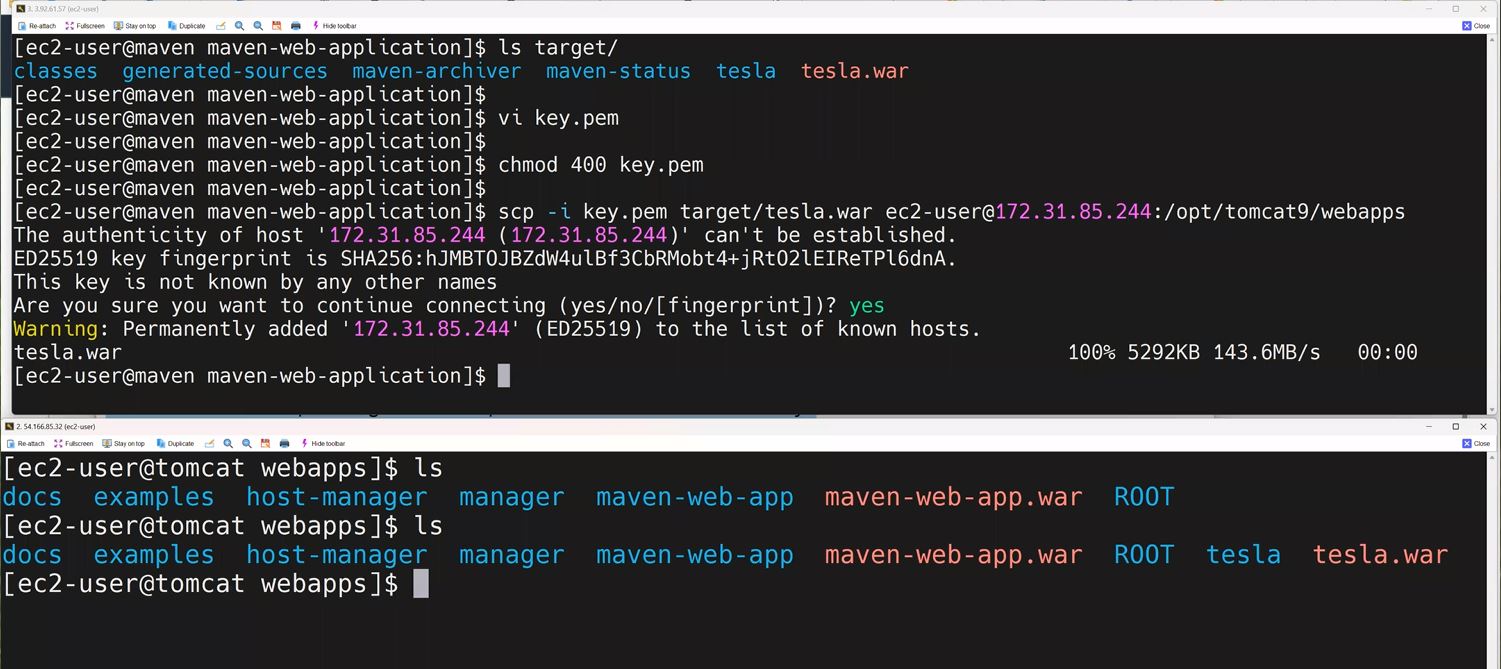 3. 3.92.61.57 (ec2-user)
Re-attach Fullscreen Stay on top Duplicate Hide toolbar Close
[ec2-user@maven maven-web-application]$ ls target/
classes generated-sources maven-archiver maven-status tesla tesla.war
[ec2-user@maven maven-web-application]$
[ec2-user@maven maven-web-application]$ vi key.pem
[ec2-user@maven maven-web-application]$
[ec2-user@maven maven-web-application]$ chmod 400 key.pem
[ec2-user@maven maven-web-application]$
[ec2-user@maven maven-web-application]$ scp -i key.pem target/tesla.war ec2-user@172.31.85.244:/opt/tomcat9/webapps
The authenticity of host '172.31.85.244 (172.31.85.244)' can't be established.
ED25519 key fingerprint is SHA256:hJMBTOJBZdW4ulBf3CbRMobt4+jRtO2lEIReTPl6dnA.
This key is not known by any other names
Are you sure you want to continue connecting (yes/no/[fingerprint])? yes
Warning: Permanently added '172.31.85.244' (ED25519) to the list of known hosts.
tesla.war 100% 5292KB 143.6MB/s 00:00
[ec2-user@maven maven-web-application]$
2. 54.166.85.32 (ec2-user)
Re-attach Fullscreen Stay on top Duplicate Hide toolbar Close
[ec2-user@tomcat webapps]$ ls
docs examples host-manager manager maven-web-app maven-web-app.war ROOT
[ec2-user@tomcat webapps]$ ls
docs examples host-manager manager maven-web-app maven-web-app.war ROOT tesla tesla.war
[ec2-user@tomcat webapps]$